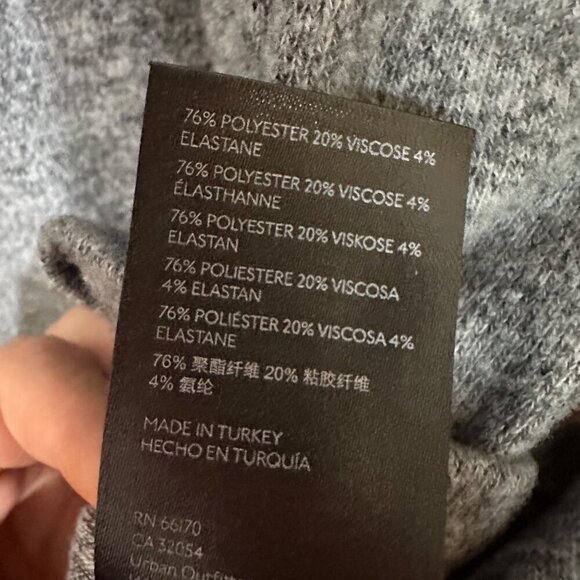 76% POLYESTER 20% VISCOSE 4%
ELASTANE
76% POLYESTER 20% VISCOSE 4%
ÉLASTHANNE
76% POLYESTER 20% VISKOSE 4%
ELASTAN
76% POLIESTERE 20% VISCOSA
4% ELASTAN
76% POLIÉSTER 20% VISCOSA 4%
ELASTANE
76% 聚酯纤维 20% 粘胶纤维
4% 氨纶
MADE IN TURKEY
HECHO EN TURQUÍA
RN 66170
CA 32054
Urban